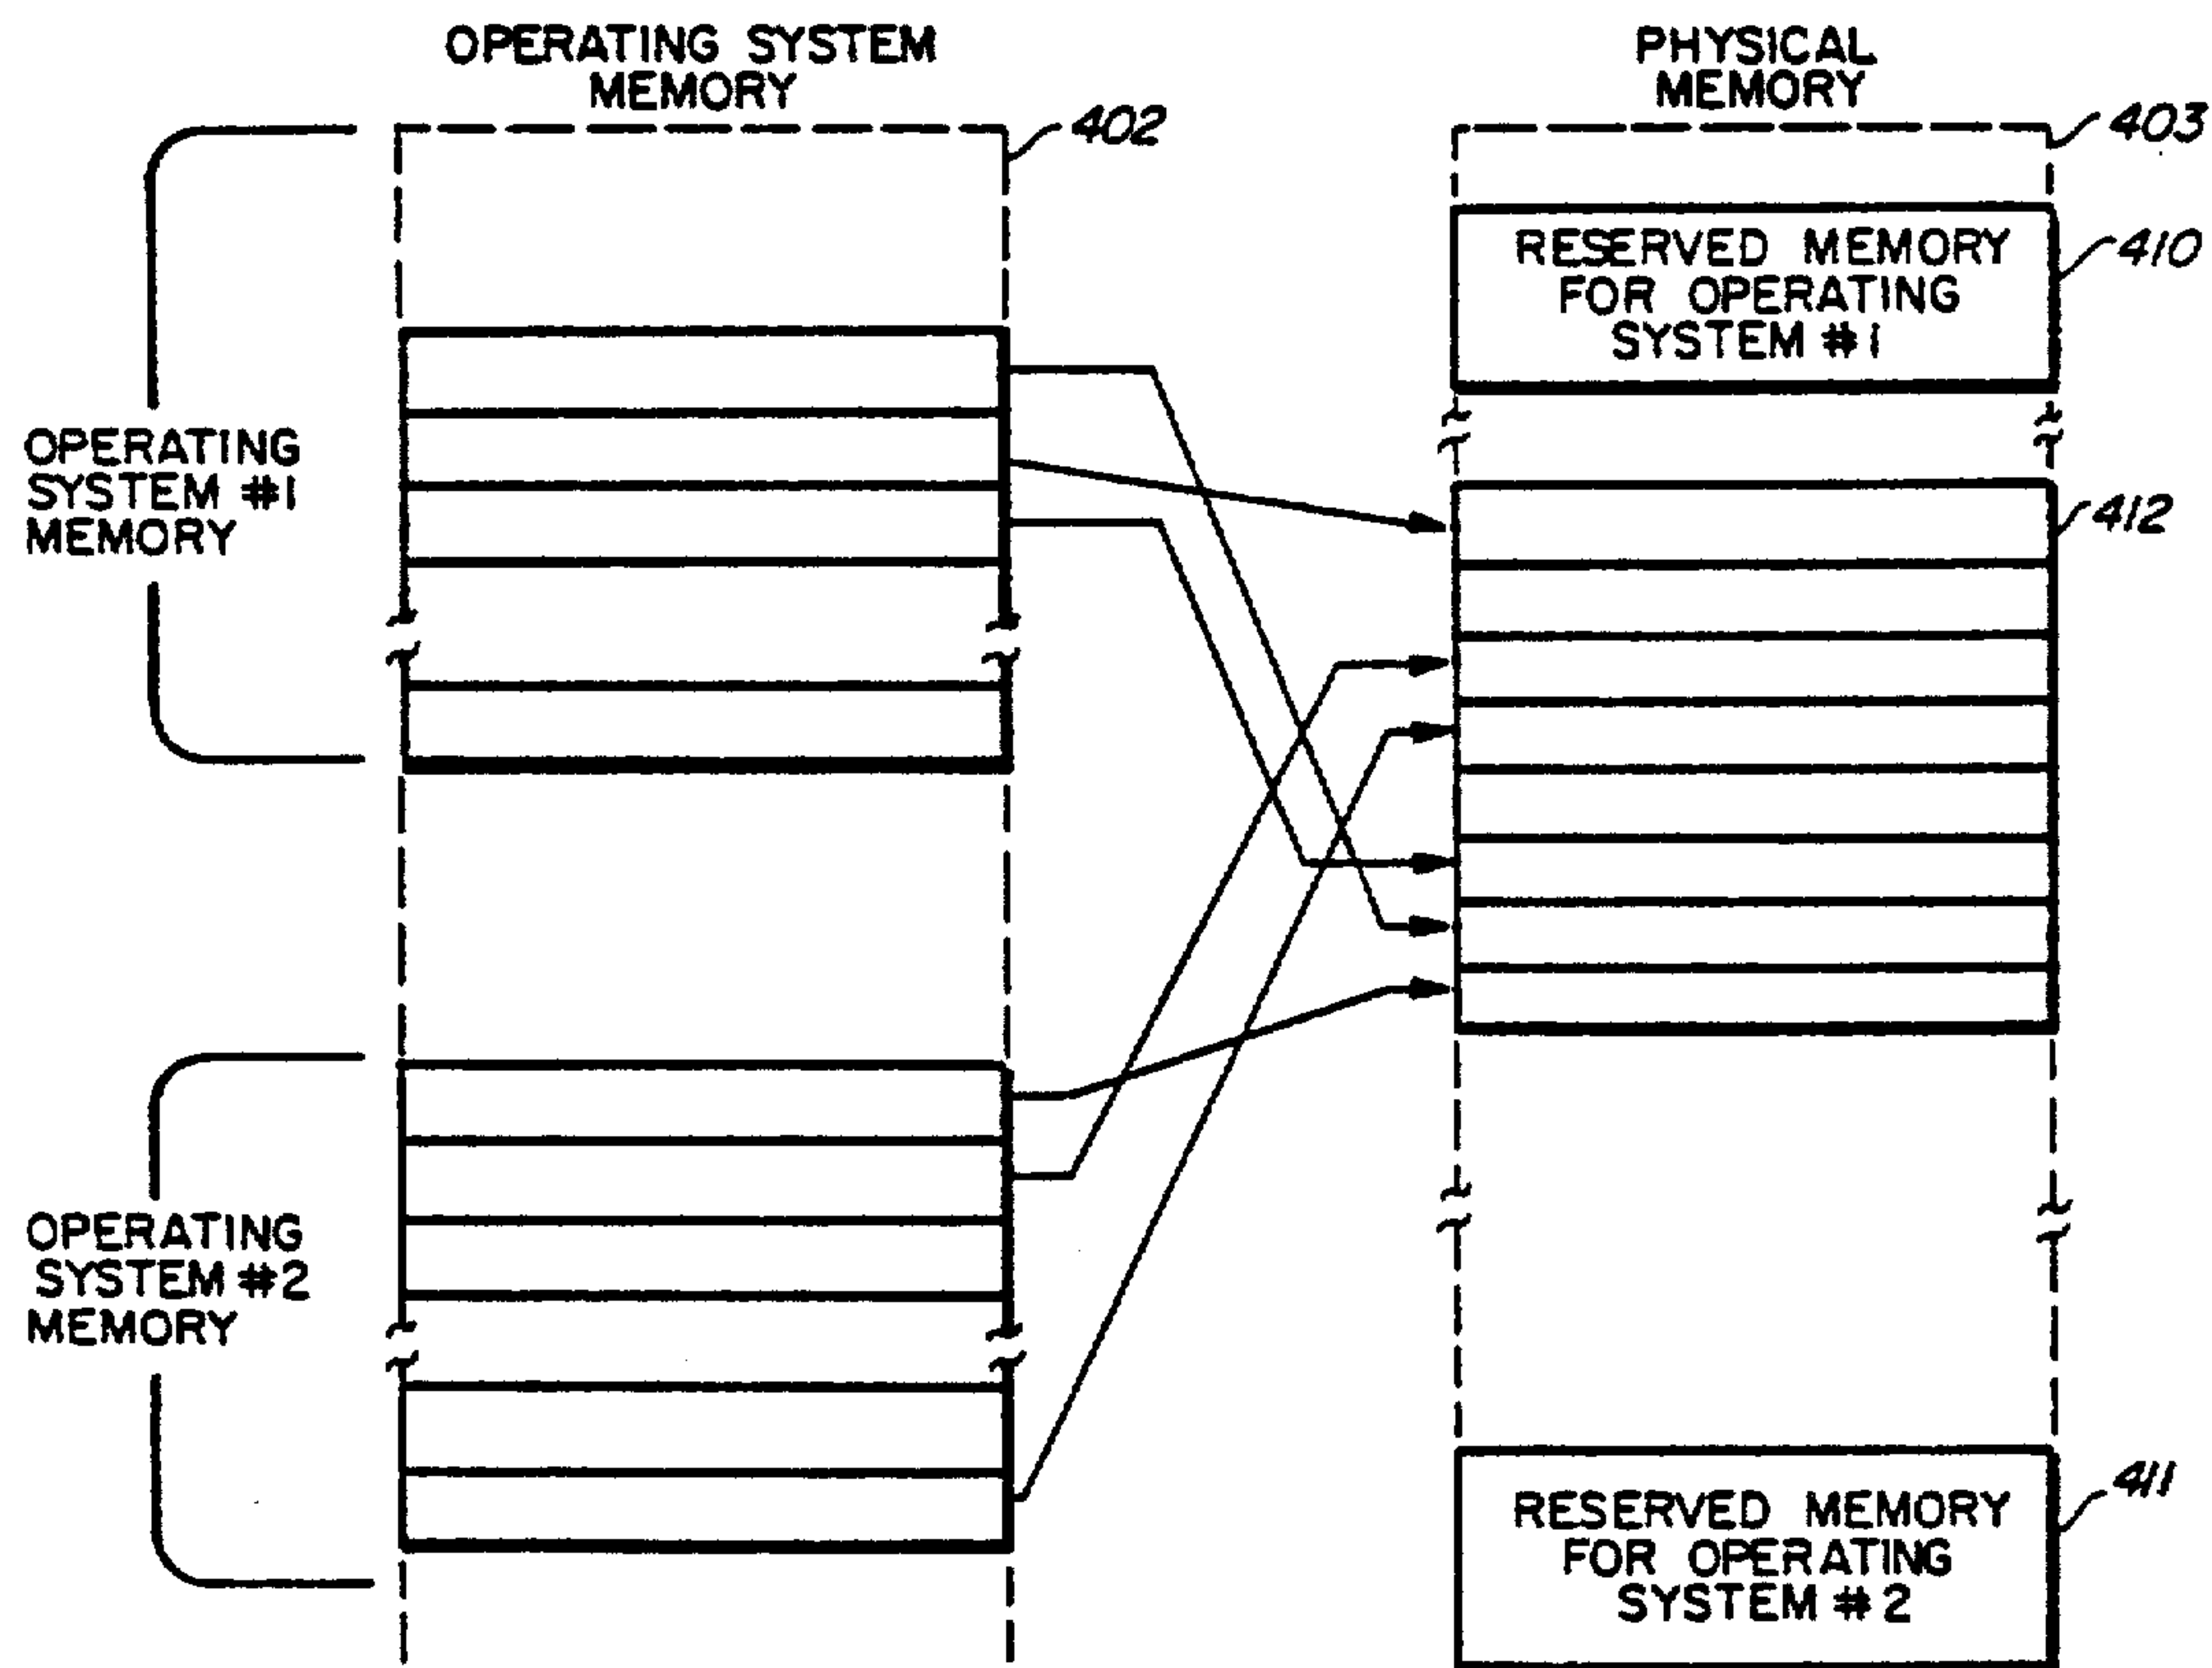 OPERATING SYSTEM
MEMORY
402
OPERATING
SYSTEM #1
MEMORY
OPERATING
SYSTEM #2
MEMORY
PHYSICAL
MEMORY
403
RESERVED MEMORY
FOR OPERATING
SYSTEM #1
410
412
RESERVED MEMORY
FOR OPERATING
SYSTEM #2
411